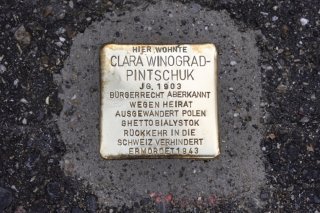 HIER WOHNTE
CLARA WINOGRAD-
PINTSCHUK
JG. 1903
BÜRGERRECHT ABERKANNT
WEGEN HEIRAT
AUSGEWANDERT POLEN
GHETTO BIALYSTOK
RÜCKKEHR IN DIE
SCHWEIZ VERHINDERT
ERMORDET 1943